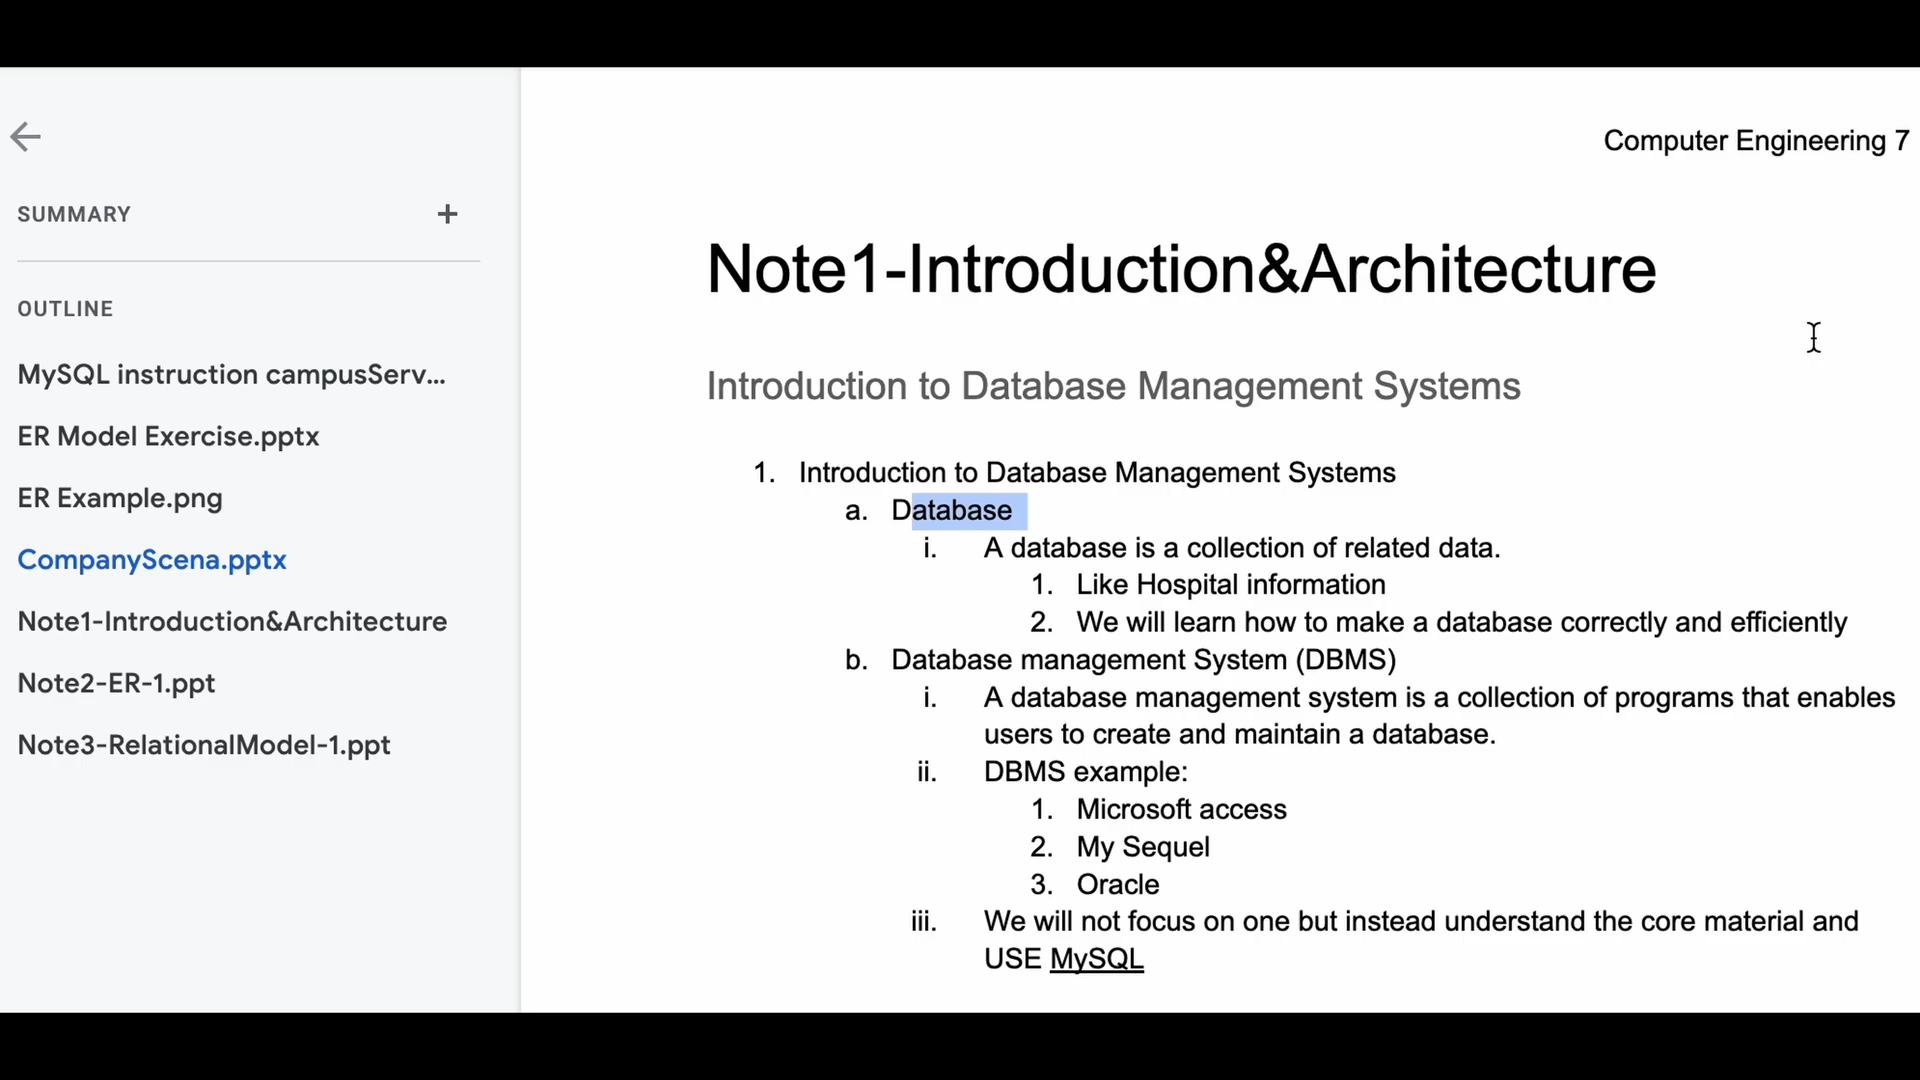 SUMMARY
+
OUTLINE
MySQL instruction campusServ...
ER Model Exercise.pptx
ER Example.png
CompanyScena.pptx
Note1-Introduction&Architecture
Note2-ER-1.ppt
Note3-RelationalModel-1.ppt
Computer Engineering 7
Note1-Introduction&Architecture
Introduction to Database Management Systems
1. Introduction to Database Management Systems
a. Database
i. A database is a collection of related data.
1. Like Hospital information
2. We will learn how to make a database correctly and efficiently
b. Database management System (DBMS)
i. A database management system is a collection of programs that enables
users to create and maintain a database.
ii. DBMS example:
1. Microsoft access
2. My Sequel
3. Oracle
iii. We will not focus on one but instead understand the core material and
USE MySQL